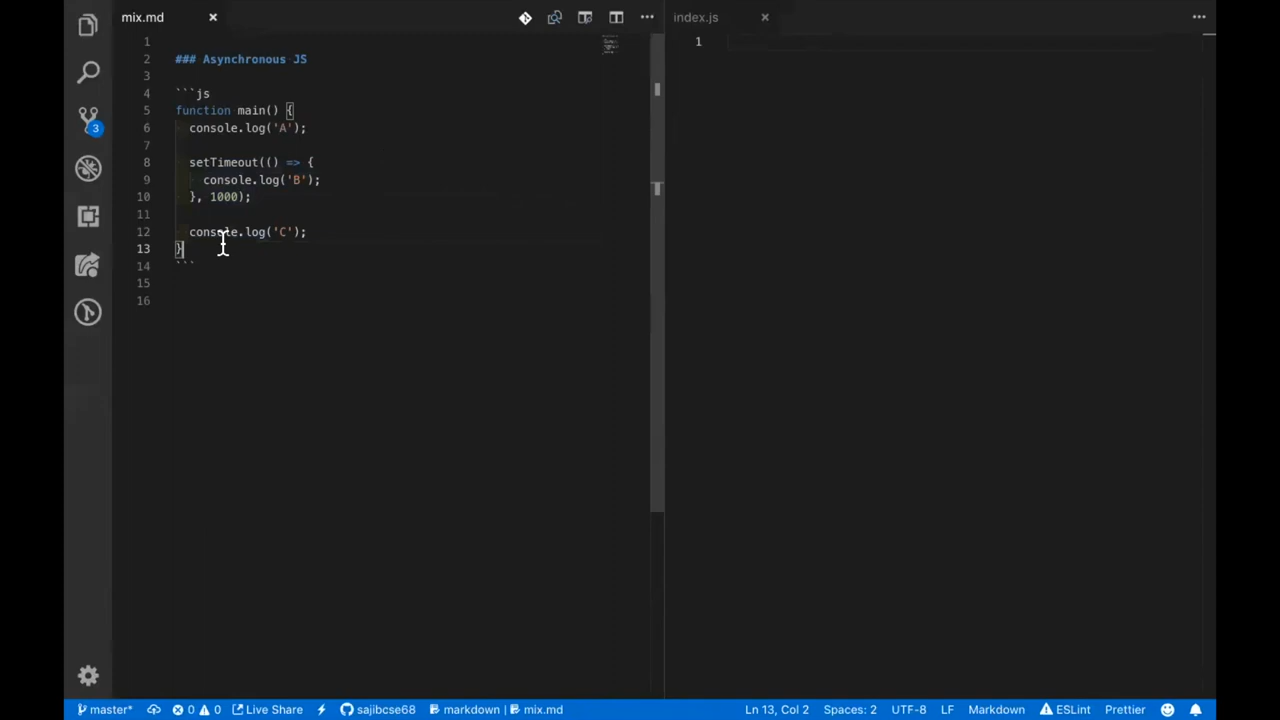 mix.md
index.js
1
2 ### Asynchronous JS
3
4 ```js
5 function main() {
6 console.log('A');
7
8 setTimeout(() => {
9 console.log('B');
10 }, 1000);
11
12 console.log('C');
13 }
14 ```
15
16
1
3
master* 0 0 Live Share sajibcse68 markdown | mix.md Ln 13, Col 2 Spaces: 2 UTF-8 LF Markdown ESLint Prettier